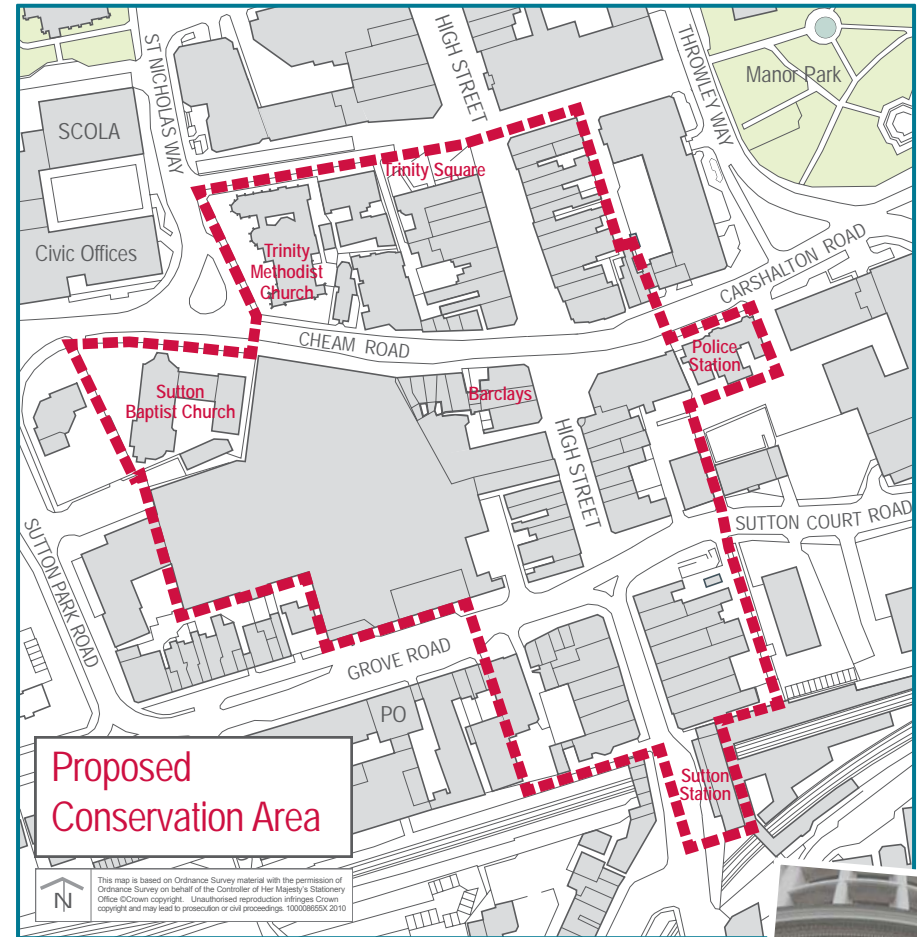 ST NICHOLAS WAY
HIGH STREET
THROWLEY WAY
Manor Park
SCOLA
Trinity Square
Civic Offices
Trinity
Methodist
Church
CARSHALTON ROAD
CHEAM ROAD
Police
Station
Sutton
Baptist Church
Barclays
HIGH STREET
SUTTON COURT ROAD
SUTTON PARK ROAD
GROVE ROAD
PO
Sutton
Station
Proposed
Conservation Area
N
This map is based on Ordnance Survey material with the permission of
Ordnance Survey on behalf of the Controller of Her Majesty's Stationery
Office ©Crown copyright. Unauthorised reproduction infringes Crown
copyright and may lead to prosecution or civil proceedings. 100008655X 2010